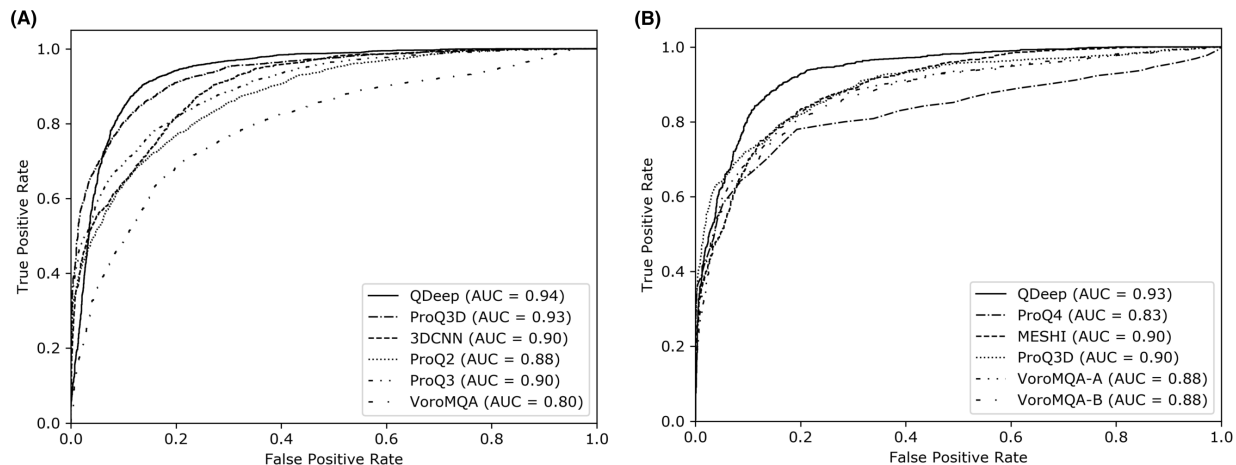 (A)
1.0
0.8
0.6
0.4
0.2
0.0
True Positive Rate
0.0 0.2 0.4 0.6 0.8 1.0
False Positive Rate
QDeep (AUC = 0.94)
ProQ3D (AUC = 0.93)
3DCNN (AUC = 0.90)
ProQ2 (AUC = 0.88)
ProQ3 (AUC = 0.90)
VoroMQA (AUC = 0.80)
(B)
1.0
0.8
0.6
0.4
0.2
0.0
True Positive Rate
0.0 0.2 0.4 0.6 0.8 1.0
False Positive Rate
QDeep (AUC = 0.93)
ProQ4 (AUC = 0.83)
MESHI (AUC = 0.90)
ProQ3D (AUC = 0.90)
VoroMQA-A (AUC = 0.88)
VoroMQA-B (AUC = 0.88)